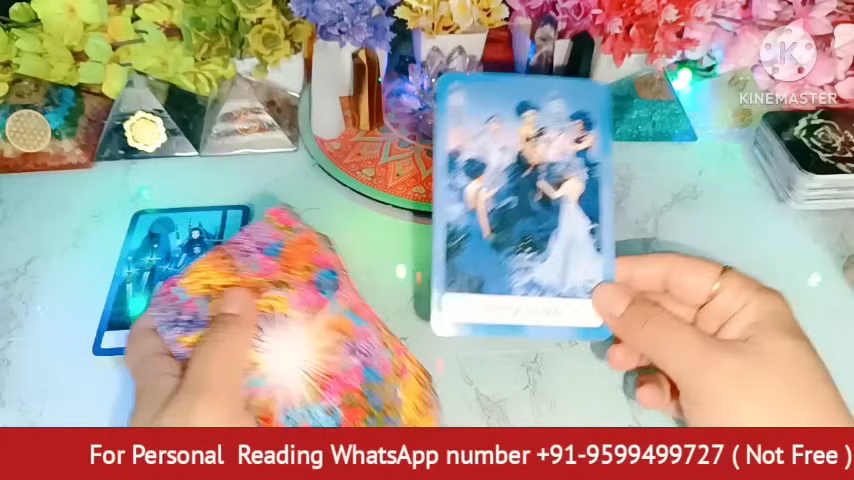 K
KINEMASTER
For Personal Reading WhatsApp number +91-9599499727 ( Not Free )